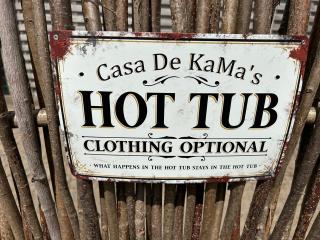 · Casa De KaMa's ·
HOT TUB
CLOTHING OPTIONAL
· WHAT HAPPENS IN THE HOT TUB STAYS IN THE HOT TUB ·